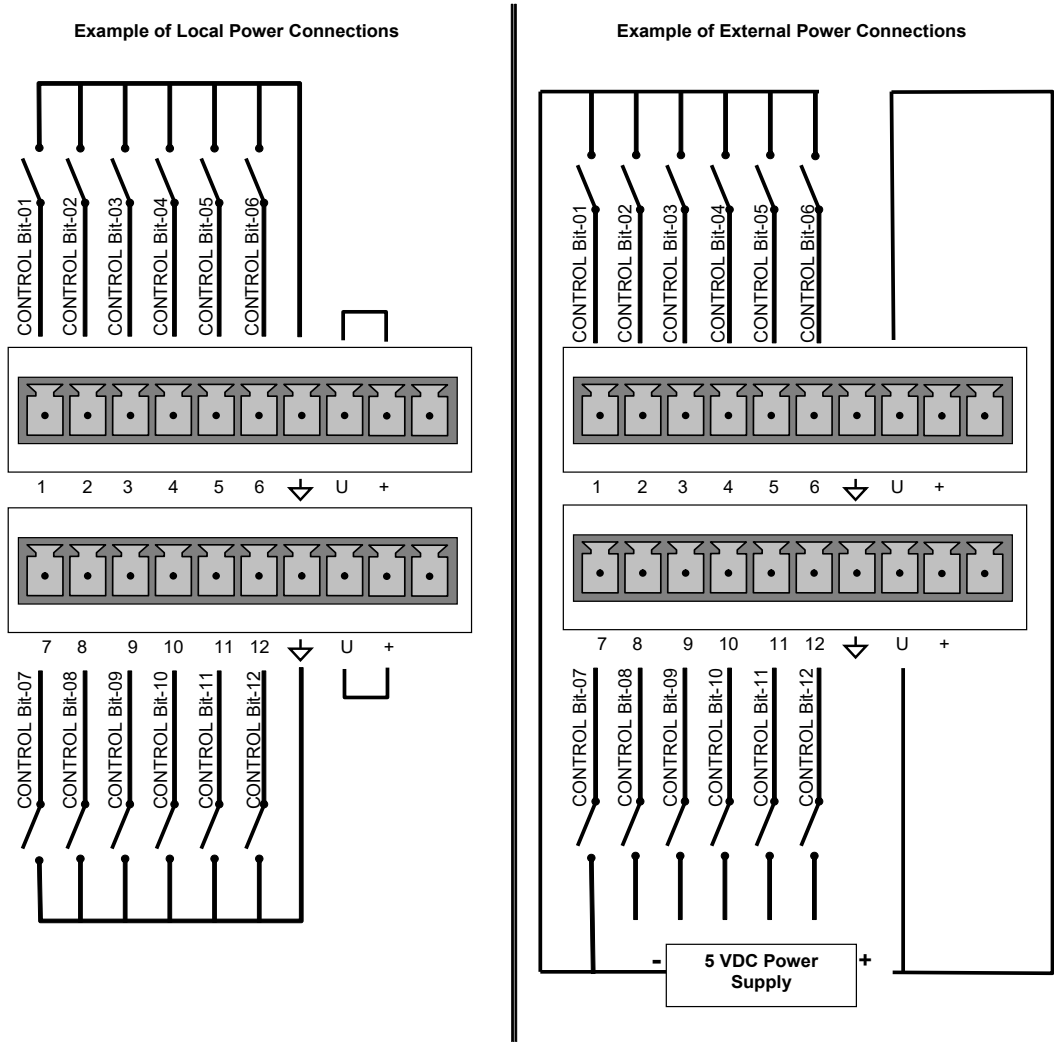 Example of Local Power Connections
CONTROL Bit-01
CONTROL Bit-02
CONTROL Bit-03
CONTROL Bit-04
CONTROL Bit-05
CONTROL Bit-06
1 2 3 4 5 6 U +
7 8 9 10 11 12 U +
CONTROL Bit-07
CONTROL Bit-08
CONTROL Bit-09
CONTROL Bit-10
CONTROL Bit-11
CONTROL Bit-12
Example of External Power Connections
CONTROL Bit-01
CONTROL Bit-02
CONTROL Bit-03
CONTROL Bit-04
CONTROL Bit-05
CONTROL Bit-06
1 2 3 4 5 6 U +
7 8 9 10 11 12 U +
CONTROL Bit-07
CONTROL Bit-08
CONTROL Bit-09
CONTROL Bit-10
CONTROL Bit-11
CONTROL Bit-12
- 5 VDC Power +
Supply